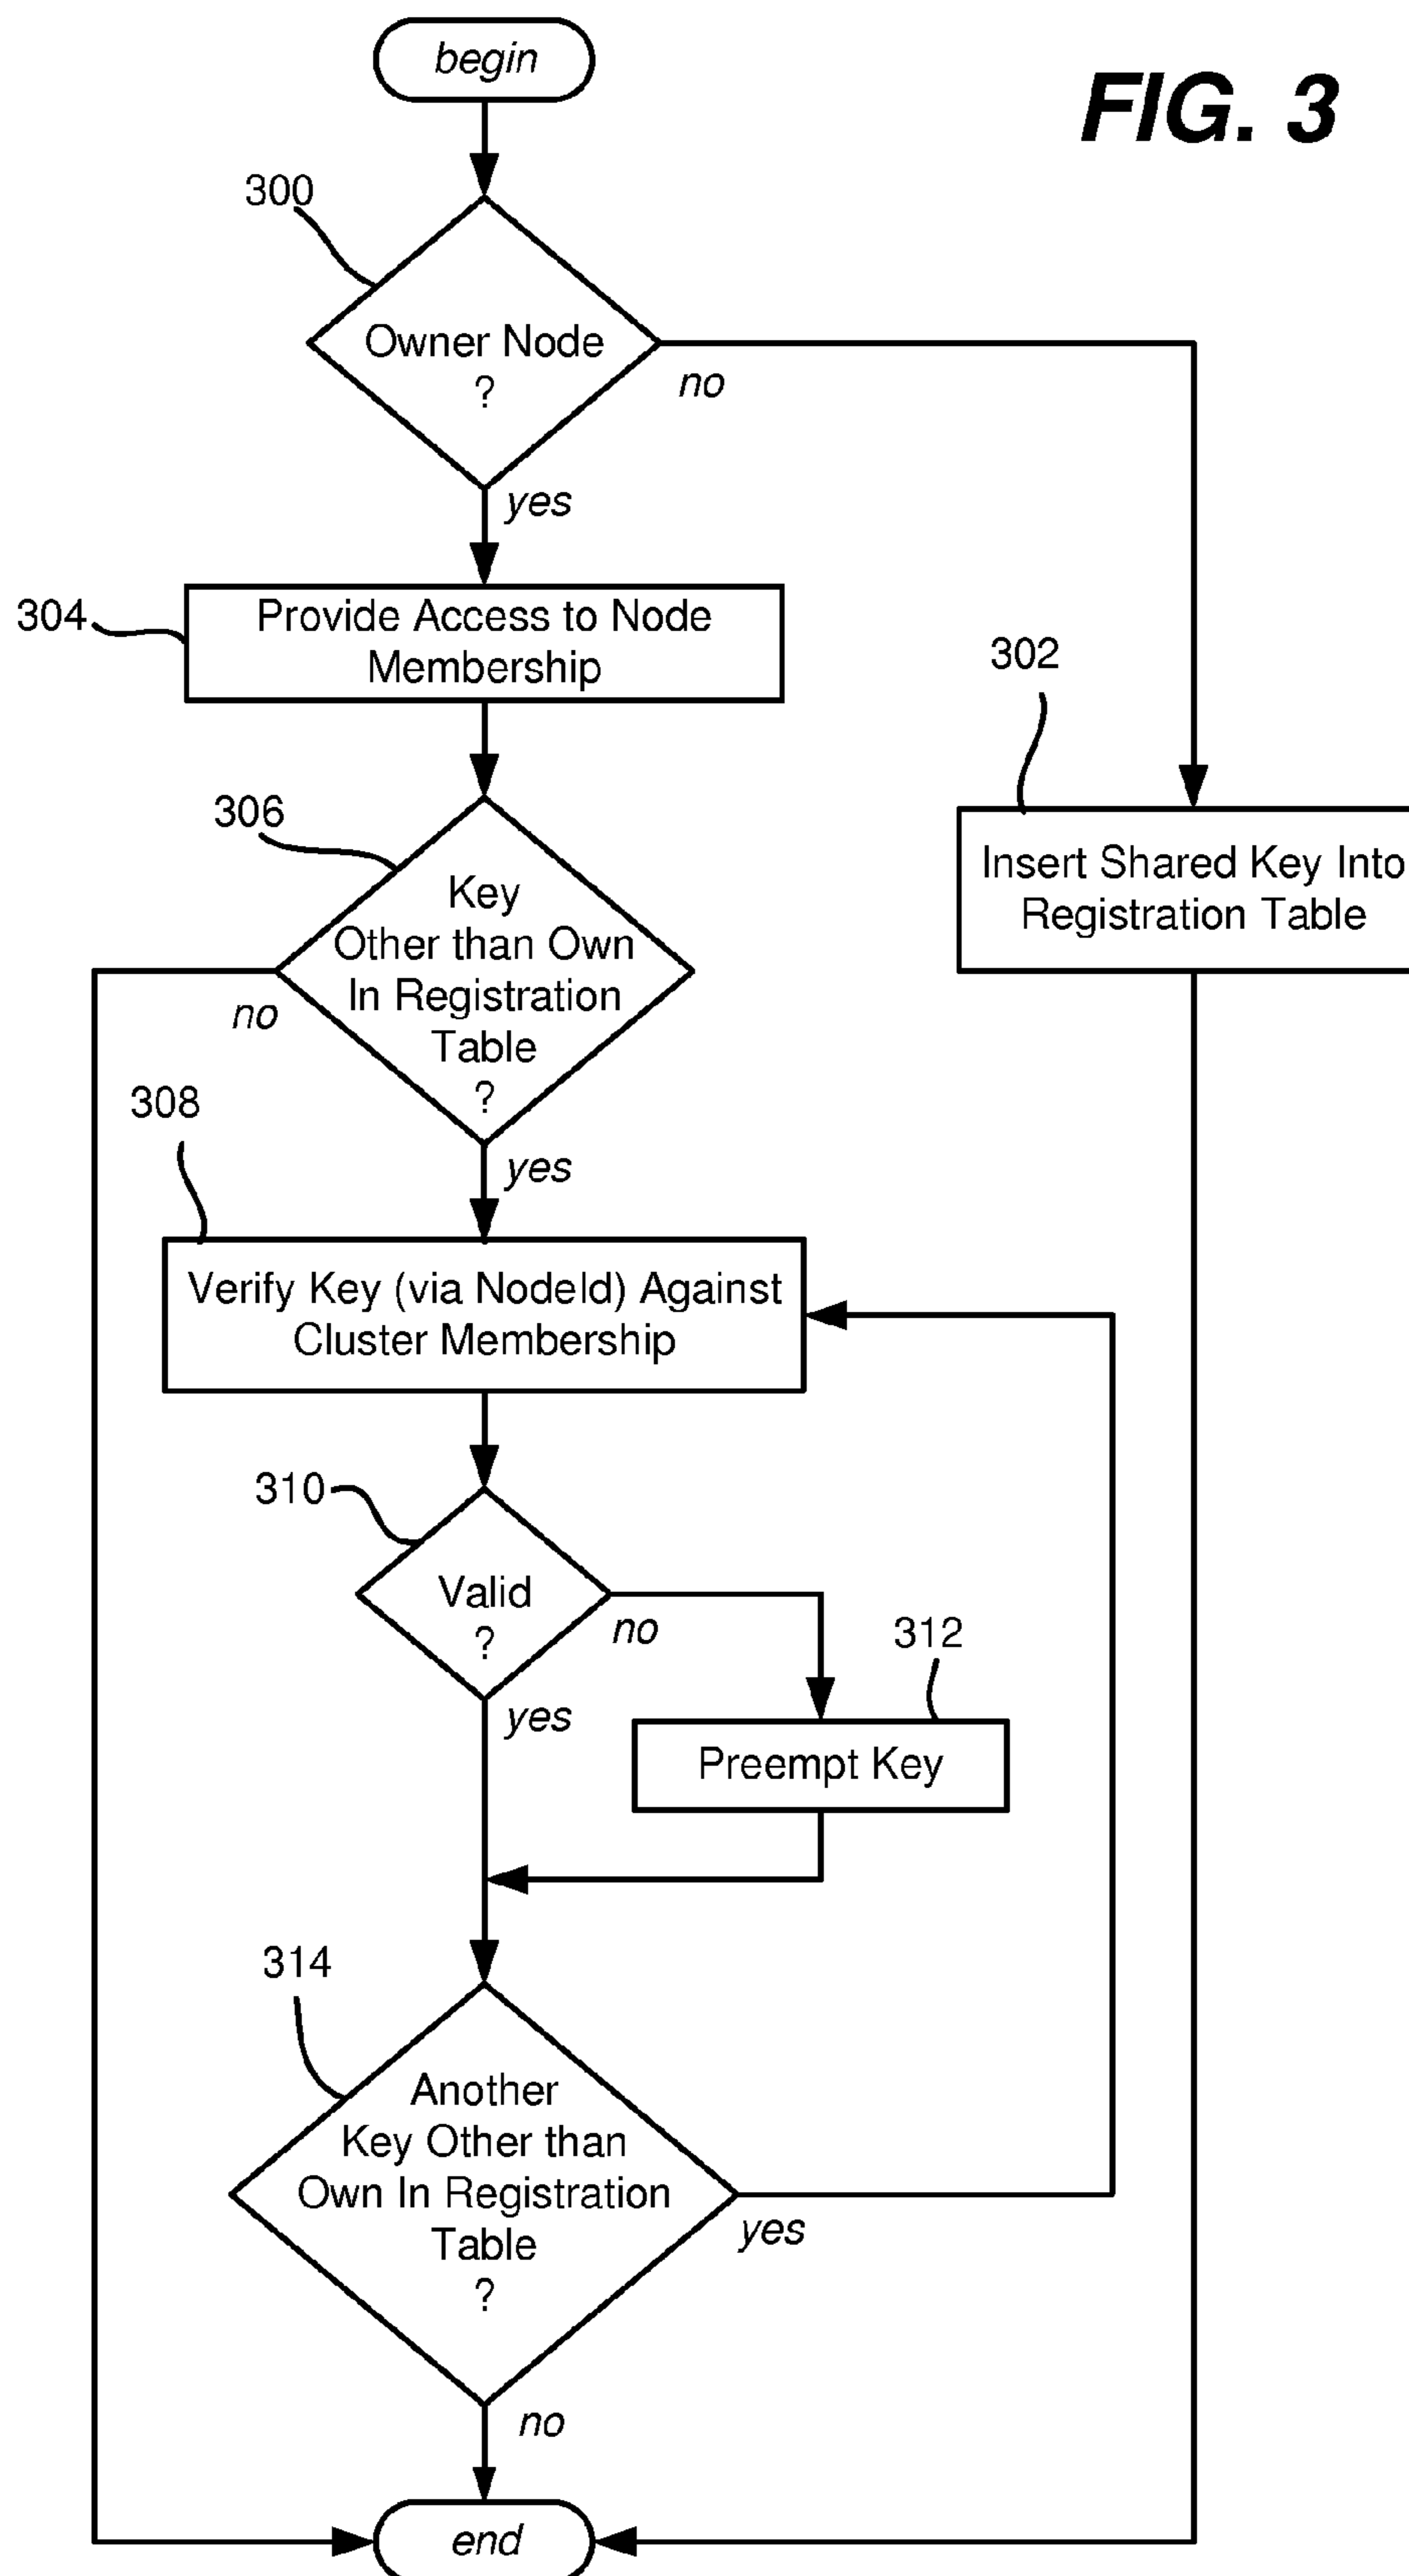 begin
FIG. 3
300
Owner Node
?
no
yes
304
Provide Access to Node
Membership
302
Insert Shared Key Into
Registration Table
306
Key
Other than Own
In Registration
Table
?
no
yes
308
Verify Key (via NodeId) Against
Cluster Membership
310
Valid
?
no
yes
312
Preempt Key
314
Another
Key Other than
Own In Registration
Table
?
yes
no
end